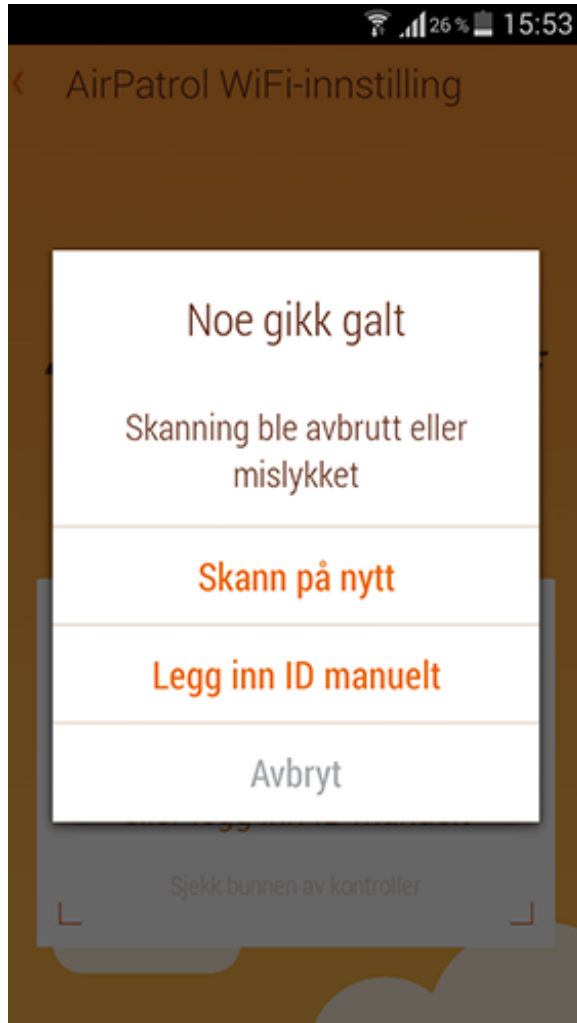 26 % 15:53
AirPatrol WiFi-innstilling
Noe gikk galt
Skanning ble avbrutt eller
mislykket
Skann på nytt
Legg inn ID manuelt
Avbryt
Sjekk bunnen av kontroller